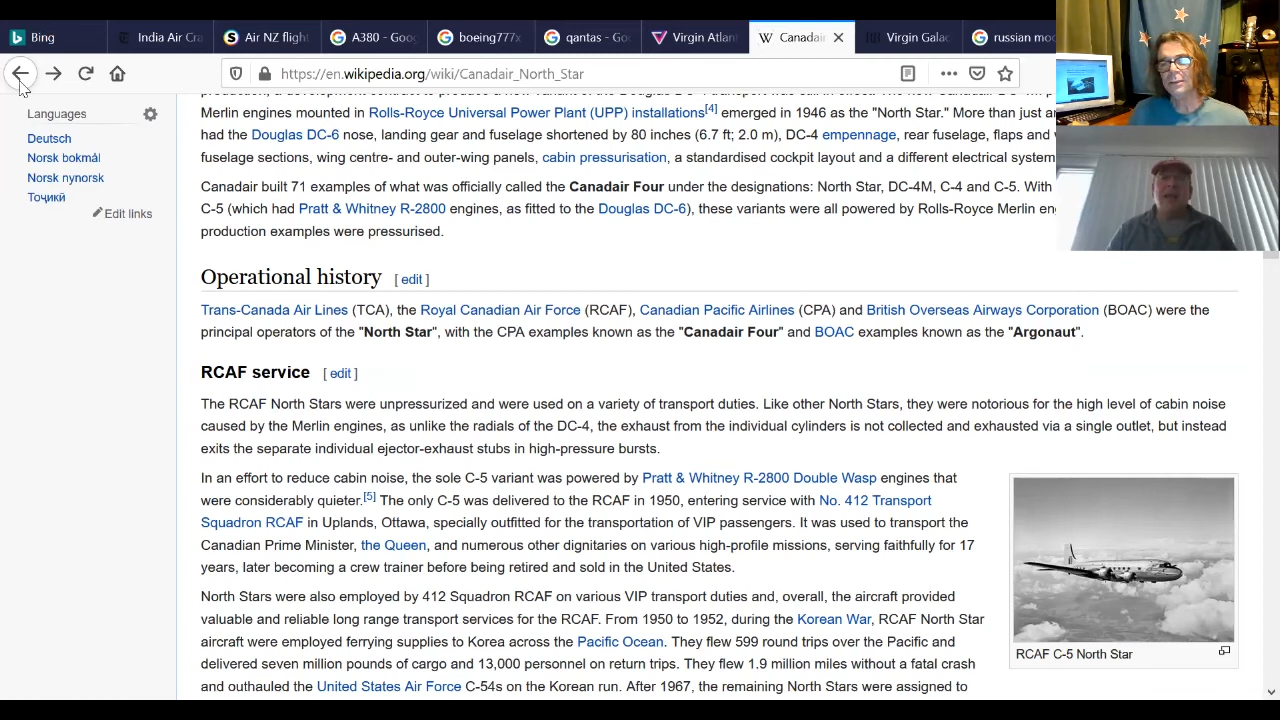 Bing
India Air Cra
Air NZ flight
A380 - Goo
boeing777x
qantas - Go
Virgin Atlan
Canadai
Virgin Galac
russian mo
https://en.wikipedia.org/wiki/Canadair_North_Star
Languages
Deutsch
Norsk bokmål
Norsk nynorsk
Тоҷикӣ
Edit links
Merlin engines mounted in Rolls-Royce Universal Power Plant (UPP) installations[4] emerged in 1946 as the "North Star." More than just a
had the Douglas DC-6 nose, landing gear and fuselage shortened by 80 inches (6.7 ft; 2.0 m), DC-4 empennage, rear fuselage, flaps and
fuselage sections, wing centre- and outer-wing panels, cabin pressurisation, a standardised cockpit layout and a different electrical system
Canadair built 71 examples of what was officially called the Canadair Four under the designations: North Star, DC-4M, C-4 and C-5. With
C-5 (which had Pratt & Whitney R-2800 engines, as fitted to the Douglas DC-6), these variants were all powered by Rolls-Royce Merlin en
production examples were pressurised.
Operational history [ edit ]
Trans-Canada Air Lines (TCA), the Royal Canadian Air Force (RCAF), Canadian Pacific Airlines (CPA) and British Overseas Airways Corporation (BOAC) were the
principal operators of the "North Star", with the CPA examples known as the "Canadair Four" and BOAC examples known as the "Argonaut".
RCAF service [ edit ]
The RCAF North Stars were unpressurized and were used on a variety of transport duties. Like other North Stars, they were notorious for the high level of cabin noise
caused by the Merlin engines, as unlike the radials of the DC-4, the exhaust from the individual cylinders is not collected and exhausted via a single outlet, but instead
exits the separate individual ejector-exhaust stubs in high-pressure bursts.
In an effort to reduce cabin noise, the sole C-5 variant was powered by Pratt & Whitney R-2800 Double Wasp engines that
were considerably quieter.[5] The only C-5 was delivered to the RCAF in 1950, entering service with No. 412 Transport
Squadron RCAF in Uplands, Ottawa, specially outfitted for the transportation of VIP passengers. It was used to transport the
Canadian Prime Minister, the Queen, and numerous other dignitaries on various high-profile missions, serving faithfully for 17
years, later becoming a crew trainer before being retired and sold in the United States.
North Stars were also employed by 412 Squadron RCAF on various VIP transport duties and, overall, the aircraft provided
valuable and reliable long range transport services for the RCAF. From 1950 to 1952, during the Korean War, RCAF North Star
aircraft were employed ferrying supplies to Korea across the Pacific Ocean. They flew 599 round trips over the Pacific and
delivered seven million pounds of cargo and 13,000 personnel on return trips. They flew 1.9 million miles without a fatal crash
and outhauled the United States Air Force C-54s on the Korean run. After 1967, the remaining North Stars were assigned to
RCAF C-5 North Star